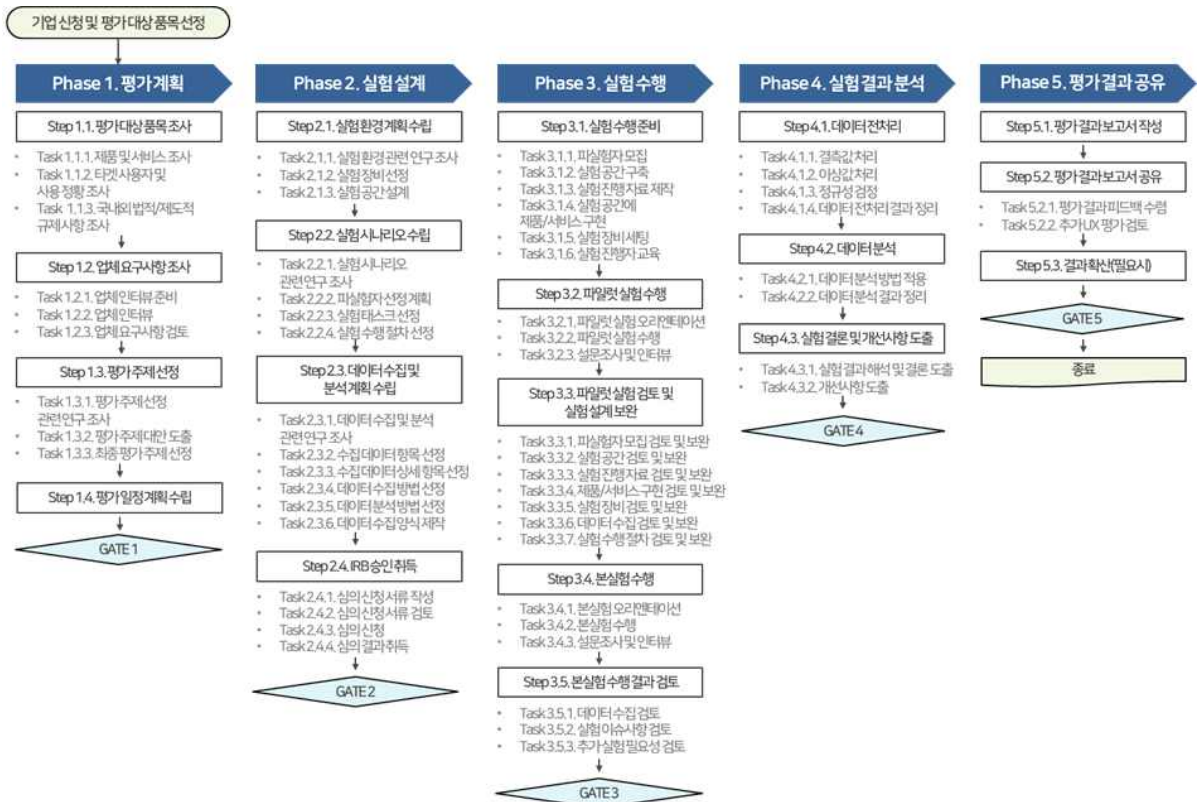 기업 신청 및 평가 대상 품목 선정
Phase 1. 평가 계획
Step 1.1. 평가 대상 품목 조사
• Task 1.1.1. 제품 및 서비스 조사
• Task 1.1.2. 타겟 사용자 및
사용 정황 조사
• Task 1.1.3. 국내외 법적/제도적
규제 사항 조사
Step 1.2. 업체 요구사항 조사
• Task 1.2.1. 업체 인터뷰 준비
• Task 1.2.2. 업체 인터뷰
• Task 1.2.3. 업체 요구사항 검토
Step 1.3. 평가 주제 선정
• Task 1.3.1. 평가 주제 선정
관련 연구 조사
• Task 1.3.2. 평가 주제 대안 도출
• Task 1.3.3. 최종 평가 주제 선정
Step 1.4. 평가 일정 계획 수립
GATE 1
Phase 2. 실험 설계
Step 2.1. 실험 환경 계획 수립
• Task 2.1.1. 실험 환경 관련 연구 조사
• Task 2.1.2. 실험 장비 선정
• Task 2.1.3. 실험 공간 설계
Step 2.2. 실험 시나리오 수립
• Task 2.2.1. 실험 시나리오
관련 연구 조사
• Task 2.2.2. 피실험자 선정 계획
• Task 2.2.3. 실험 태스크 선정
• Task 2.2.4. 실험 수행 절차 선정
Step 2.3. 데이터 수집 및
분석 계획 수립
• Task 2.3.1. 데이터 수집 및 분석
관련 연구 조사
• Task 2.3.2. 수집 데이터 항목 선정
• Task 2.3.3. 수집 데이터 상세 항목 선정
• Task 2.3.4. 데이터 수집 방법 선정
• Task 2.3.5. 데이터 분석 방법 선정
• Task 2.3.6. 데이터 수집 양식 제작
Step 2.4. IRB 승인 취득
• Task 2.4.1. 심의 신청 서류 작성
• Task 2.4.2. 심의 신청 서류 검토
• Task 2.4.3. 심의 신청
• Task 2.4.4. 심의 결과 취득
GATE 2
Phase 3. 실험 수행
Step 3.1. 실험 수행 준비
• Task 3.1.1. 피실험자 모집
• Task 3.1.2. 실험 공간 구축
• Task 3.1.3. 실험 진행 자료 제작
• Task 3.1.4. 실험 공간에
제품/서비스 구현
• Task 3.1.5. 실험 장비 세팅
• Task 3.1.6. 실험 진행자 교육
Step 3.2. 파일럿 실험 수행
• Task 3.2.1. 파일럿 실험 오리엔테이션
• Task 3.2.2. 파일럿 실험 수행
• Task 3.2.3. 설문조사 및 인터뷰
Step 3.3. 파일럿 실험 검토 및
실험 설계 보완
• Task 3.3.1. 피실험자 모집 검토 및 보완
• Task 3.3.2. 실험 공간 검토 및 보완
• Task 3.3.3. 실험 진행 자료 검토 및 보완
• Task 3.3.4. 제품/서비스 구현 검토 및 보완
• Task 3.3.5. 실험 장비 검토 및 보완
• Task 3.3.6. 데이터 수집 검토 및 보완
• Task 3.3.7. 실험 수행 절차 검토 및 보완
Step 3.4. 본 실험 수행
• Task 3.4.1. 본 실험 오리엔테이션
• Task 3.4.2. 본 실험 수행
• Task 3.4.3. 설문조사 및 인터뷰
Step 3.5. 본 실험 수행 결과 검토
• Task 3.5.1. 데이터 수집 검토
• Task 3.5.2. 실험 이슈사항 검토
• Task 3.5.3. 추가 실험 필요성 검토
GATE 3
Phase 4. 실험 결과 분석
Step 4.1. 데이터 전처리
• Task 4.1.1. 결측값 처리
• Task 4.1.2. 이상값 처리
• Task 4.1.3. 정규성 검정
• Task 4.1.4. 데이터 전처리 결과 정리
Step 4.2. 데이터 분석
• Task 4.2.1. 데이터 분석 방법 적용
• Task 4.2.2. 데이터 분석 결과 정리
Step 4.3. 실험 결론 및 개선사항 도출
• Task 4.3.1. 실험 결과 해석 및 결론 도출
• Task 4.3.2. 개선사항 도출
GATE 4
Phase 5. 평가 결과 공유
Step 5.1. 평가 결과 보고서 작성
Step 5.2. 평가 결과 보고서 공유
• Task 5.2.1. 평가 결과 피드백 수렴
• Task 5.2.2. 추가 UX 평가 검토
Step 5.3. 결과 확산(필요시)
GATE 5
종료